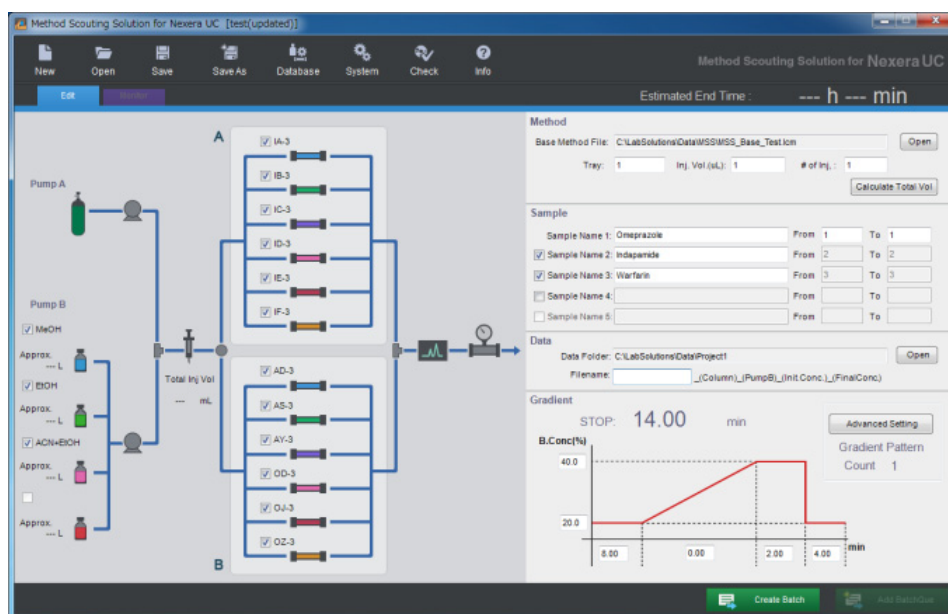 Method Scouting Solution for Nexera UC [test(updated)]
New Open Save Save As Database System Check Info
Method Scouting Solution for Nexera UC
Edit Monitor
Estimated End Time : --- h --- min
A
IA-3
IB-3
IC-3
ID-3
IE-3
IF-3
Pump A
Pump B
MeOH
Approx.
--- L
EtOH
Approx.
--- L
ACN+EtOH
Approx.
--- L
Approx.
--- L
Total Inj Vol
--- mL
AD-3
AS-3
AY-3
OD-3
OJ-3
OZ-3
B
Method
Base Method File: C:\LabSolutions\Data\MSS\MSS_Base_Test.lcm Open
Tray: 1 Inj. Vol.(uL): 1 # of Inj. : 1
Calculate Total Vol
Sample
Sample Name 1: Omeprazole From 1 To 1
Sample Name 2: Indapamide From 2 To 2
Sample Name 3: Warfarin From 3 To 3
Sample Name 4: From To
Sample Name 5: From To
Data
Data Folder: C:\LabSolutions\Data\Project1 Open
Filename: _(Column)_(PumpB)_(Init.Conc.)_(FinalConc.)
Gradient
STOP: 14.00 min
Advanced Setting
Gradient Pattern
Count 1
B.Conc(%)
40.0
20.0
8.00 0.00 2.00 4.00 min
Create Batch Add BatchQue